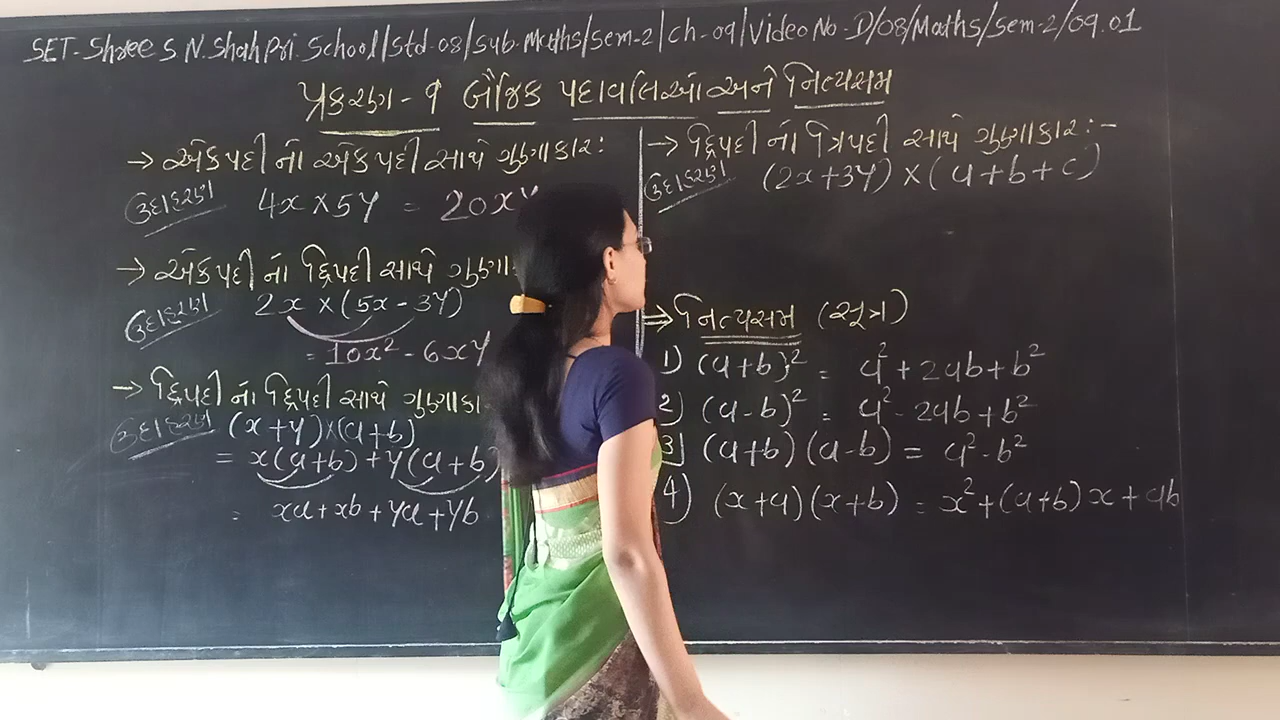 SET-Shree S.N. Shah Pri. School/Std-08/Sub-Maths/Sem-2/Ch-09/Video No-D/08/Maths/Sem-2/09.01
પ્રકરણ-૧ બૈજિક પદાવલિઓ અને નિત્યસમ
→ એકપદીનો એકપદી સાથે ગુણાકાર:
ઉદાહરણ 4x × 5y = 20xy
→ એકપદીનાં દ્વિપદી સાથે ગુણા
ઉદાહરણ 2x × (5x - 3y)
= 10x² - 6xy
→ દ્વિપદીનાં દ્વિપદી સાથે ગુણાકા
ઉદાહરણ (x+y)×(a+b)
= x(a+b)+y(a+b)
= xa+xb+ya+yb
→ દ્વિપદીનાં ત્રિપદી સાથે ગુણાકાર:-
ઉદાહરણ (2x+3y)×(a+b+c)
⇒ નિત્યસમ (સૂત્ર)
1) (a+b)² = a²+2ab+b²
2) (a-b)² = a²-2ab+b²
3) (a+b)(a-b) = a²-b²
4) (x+a)(x+b) = x²+(a+b)x+ab